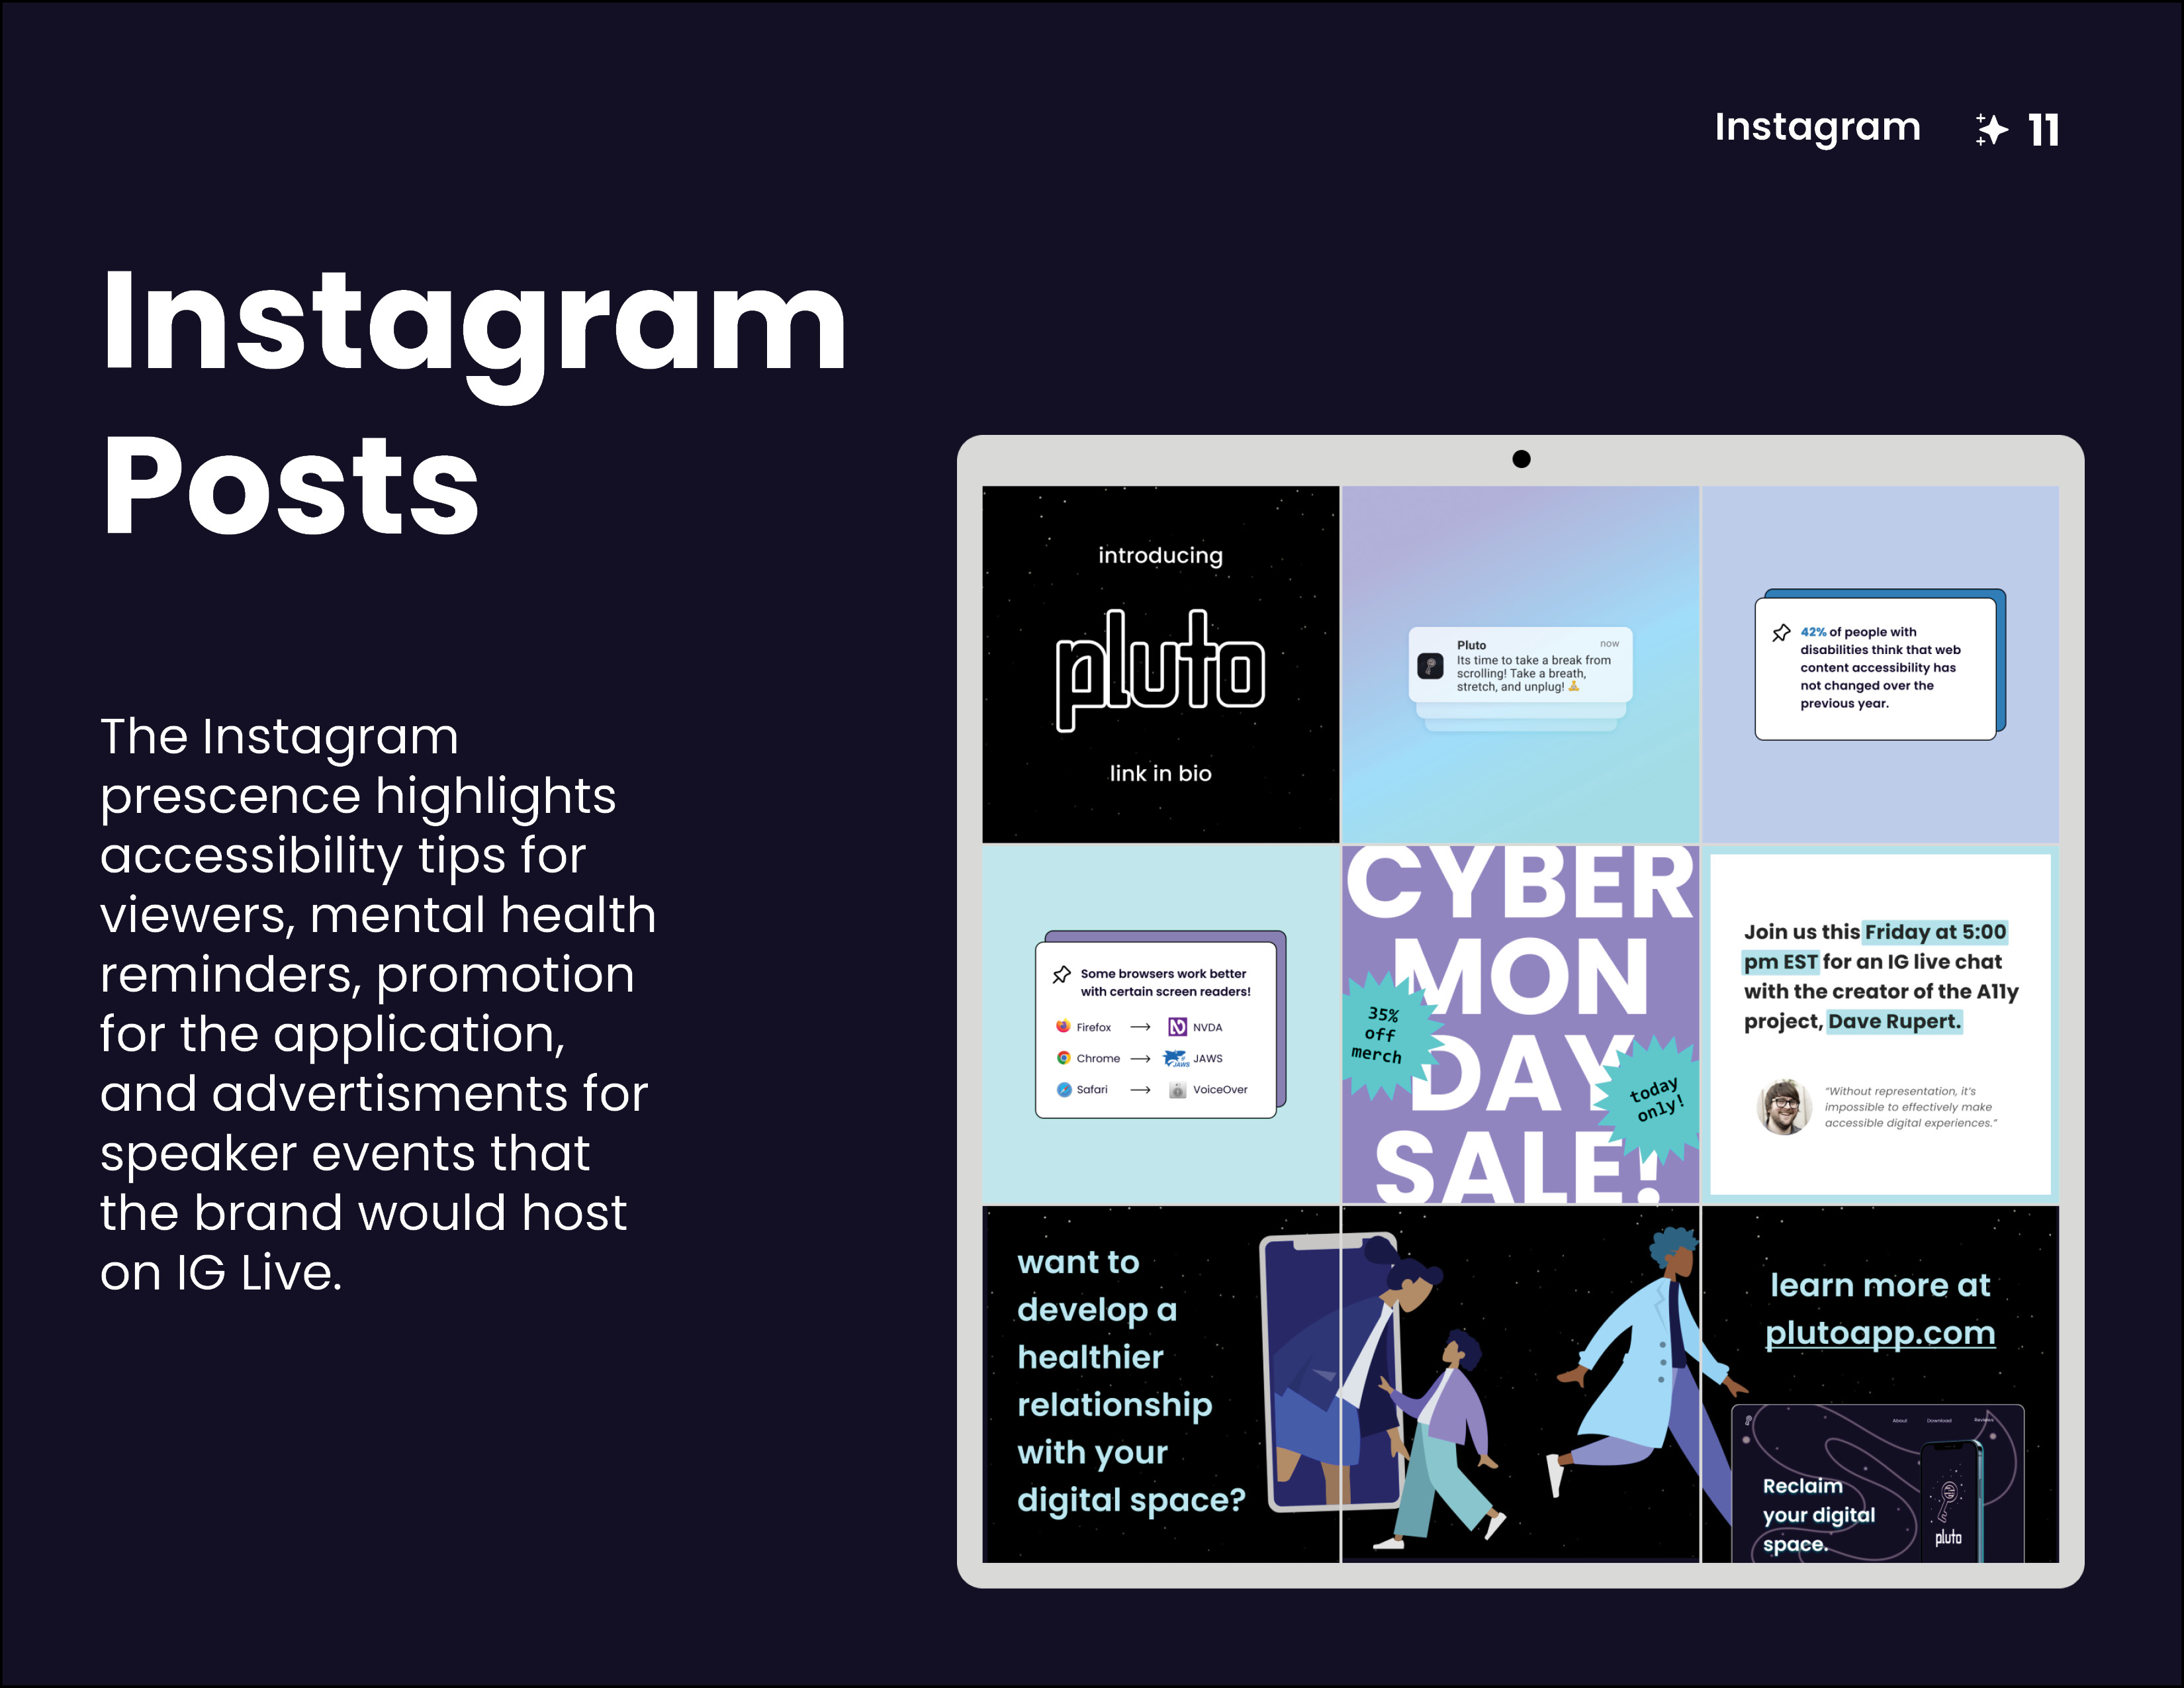 Instagram 11
Instagram
Posts
The Instagram
prescence highlights
accessibility tips for
viewers, mental health
reminders, promotion
for the application,
and advertisments for
speaker events that
the brand would host
on IG Live.
introducing
pluto
link in bio
Pluto now
Its time to take a break from
scrolling! Take a breath,
stretch, and unplug! 🧘
42% of people with
disabilities think that web
content accessibility has
not changed over the
previous year.
Some browsers work better
with certain screen readers!
Firefox → NVDA
Chrome → JAWS JAWS
Safari → VoiceOver
CYBER
MON
DAY
SALE!
35%
off
merch
today
only!
Join us this Friday at 5:00
pm EST for an IG live chat
with the creator of the A11y
project, Dave Rupert.
“Without representation, it’s
impossible to effectively make
accessible digital experiences.”
want to
develop a
healthier
relationship
with your
digital space?
learn more at
plutoapp.com
About Download Reviews
Reclaim
your digital
space.
pluto